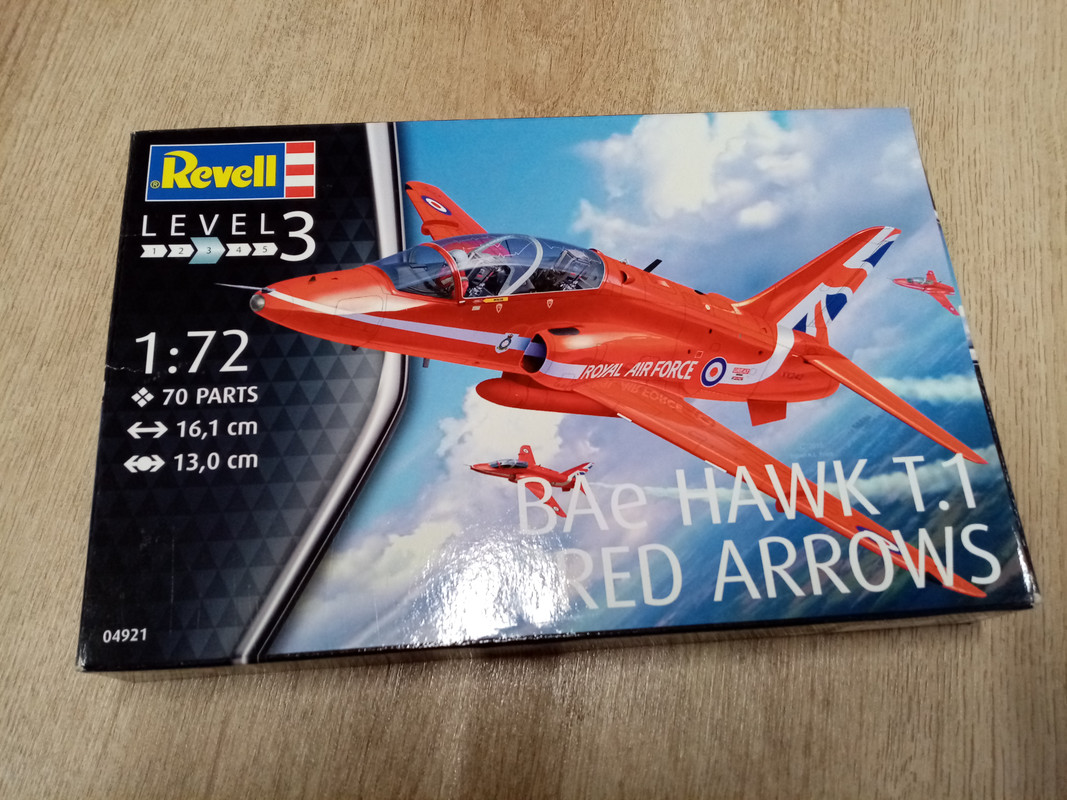 ® Revell
LEVEL 3
1 2 3 4 5
1:72
70 PARTS
16,1 cm
13,0 cm
04921
ROYAL AIR FORCE
BAe HAWK T.1
RED ARROWS